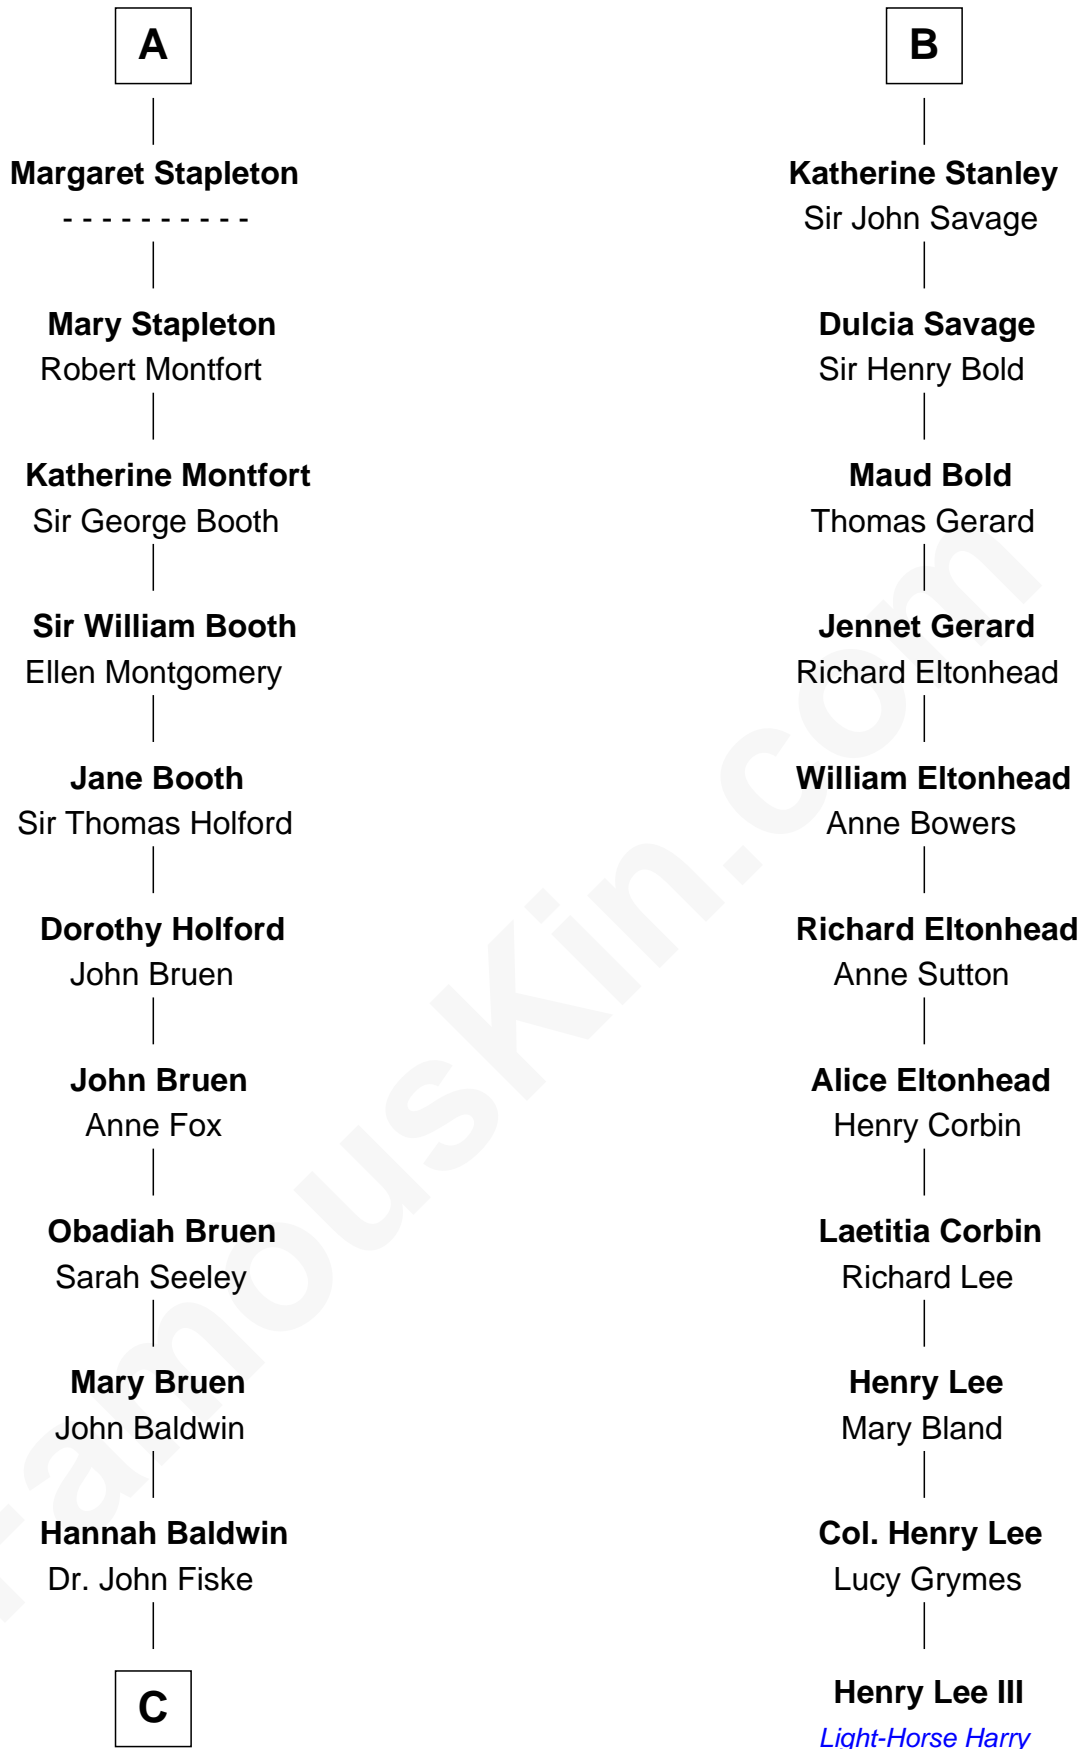 A
Margaret Stapleton
- - - - - - - - - -
Mary Stapleton
Robert Montfort
Katherine Montfort
Sir George Booth
Sir William Booth
Ellen Montgomery
Jane Booth
Sir Thomas Holford
Dorothy Holford
John Bruen
John Bruen
Anne Fox
Obadiah Bruen
Sarah Seeley
Mary Bruen
John Baldwin
Hannah Baldwin
Dr. John Fiske
C
B
Katherine Stanley
Sir John Savage
Dulcia Savage
Sir Henry Bold
Maud Bold
Thomas Gerard
Jennet Gerard
Richard Eltonhead
William Eltonhead
Anne Bowers
Richard Eltonhead
Anne Sutton
Alice Eltonhead
Henry Corbin
Laetitia Corbin
Richard Lee
Henry Lee
Mary Bland
Col. Henry Lee
Lucy Grymes
Henry Lee III
Light-Horse Harry
FamousKin.com